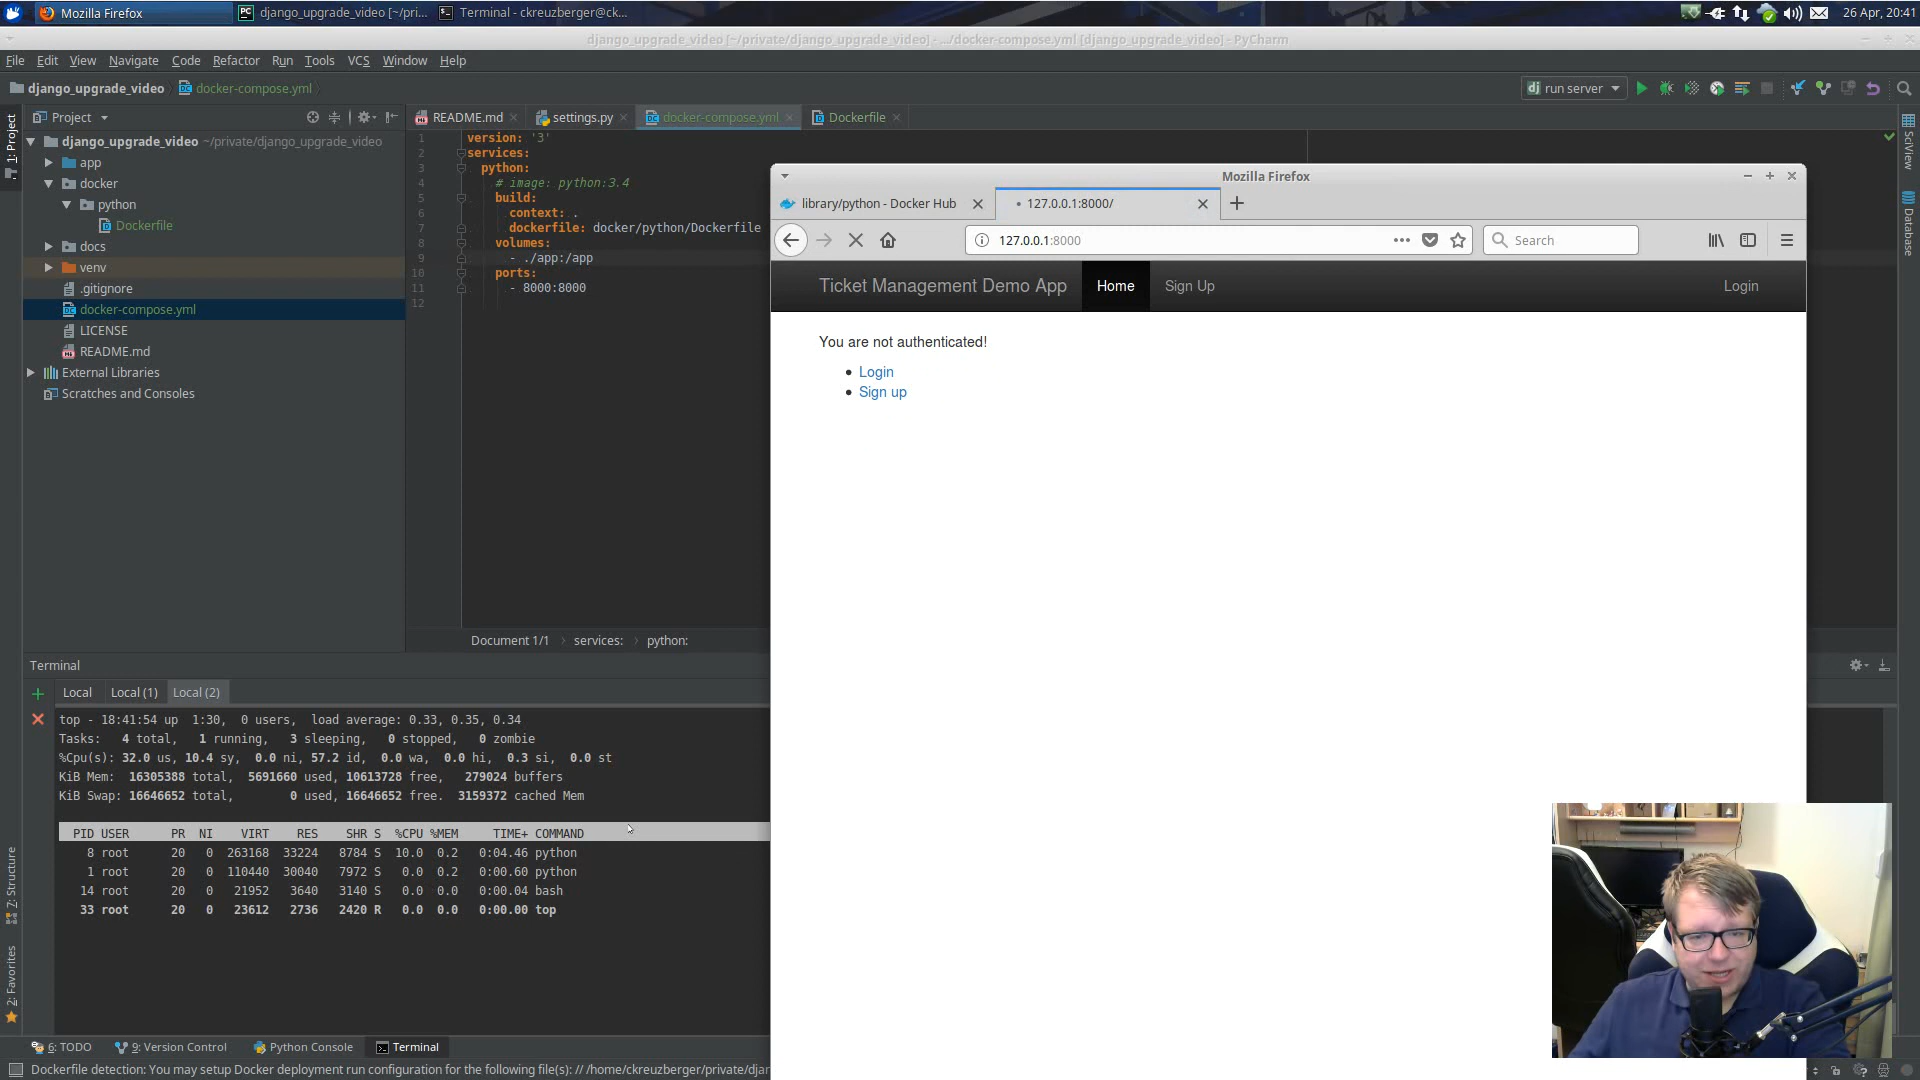 Mozilla Firefox
django_upgrade_video [~/pri...
Terminal - ckreuzberger@ck...
26 Apr, 20:41
django_upgrade_video [~/private/django_upgrade_video] - .../docker-compose.yml [django_upgrade_video] - PyCharm
File Edit View Navigate Code Refactor Run Tools VCS Window Help
django_upgrade_video docker-compose.yml
run server
Project
README.md settings.py docker-compose.yml Dockerfile
1: Project
django_upgrade_video ~/private/django_upgrade_video
app
docker
python
Dockerfile
docs
venv
.gitignore
docker-compose.yml
LICENSE
README.md
External Libraries
Scratches and Consoles
1 version: '3'
2 services:
3 python:
4 # image: python:3.4
5 build:
6 context: .
7 dockerfile: docker/python/Dockerfile
8 volumes:
9 - ./app:/app
10 ports:
11 - 8000:8000
12
Document 1/1 services: python:
SciView
Database
Mozilla Firefox
library/python - Docker Hub
127.0.0.1:8000/
127.0.0.1:8000
Search
Ticket Management Demo App Home Sign Up Login
You are not authenticated!
Login
Sign up
Terminal
Local Local (1) Local (2)
top - 18:41:54 up 1:30, 0 users, load average: 0.33, 0.35, 0.34
Tasks: 4 total, 1 running, 3 sleeping, 0 stopped, 0 zombie
%Cpu(s): 32.0 us, 10.4 sy, 0.0 ni, 57.2 id, 0.0 wa, 0.0 hi, 0.3 si, 0.0 st
KiB Mem: 16305388 total, 5691660 used, 10613728 free, 279024 buffers
KiB Swap: 16646652 total, 0 used, 16646652 free. 3159372 cached Mem
PID USER PR NI VIRT RES SHR S %CPU %MEM TIME+ COMMAND
8 root 20 0 263168 33224 8784 S 10.0 0.2 0:04.46 python
1 root 20 0 110440 30040 7972 S 0.0 0.2 0:00.60 python
14 root 20 0 21952 3640 3140 S 0.0 0.0 0:00.04 bash
33 root 20 0 23612 2736 2420 R 0.0 0.0 0:00.00 top
7: Structure
2: Favorites
6: TODO 9: Version Control Python Console Terminal
Dockerfile detection: You may setup Docker deployment run configuration for the following file(s): // /home/ckreuzberger/private/djan